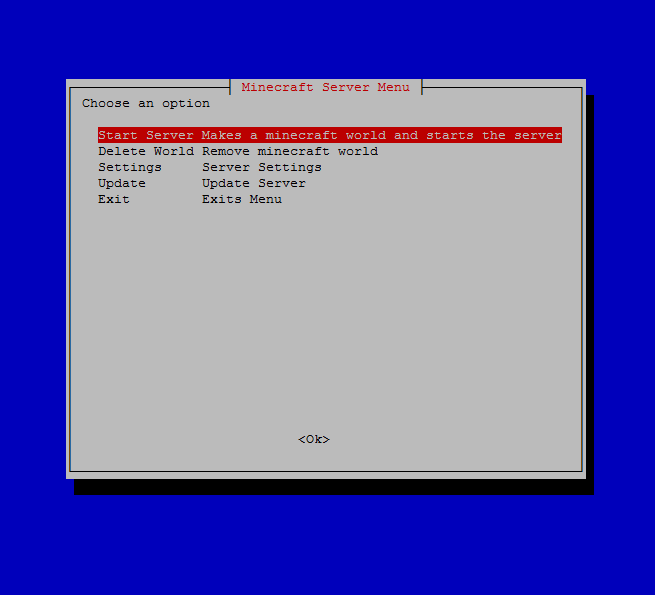 Minecraft Server Menu
Choose an option
Start Server Makes a minecraft world and starts the server
Delete World Remove minecraft world
Settings Server Settings
Update Update Server
Exit Exits Menu
<Ok>